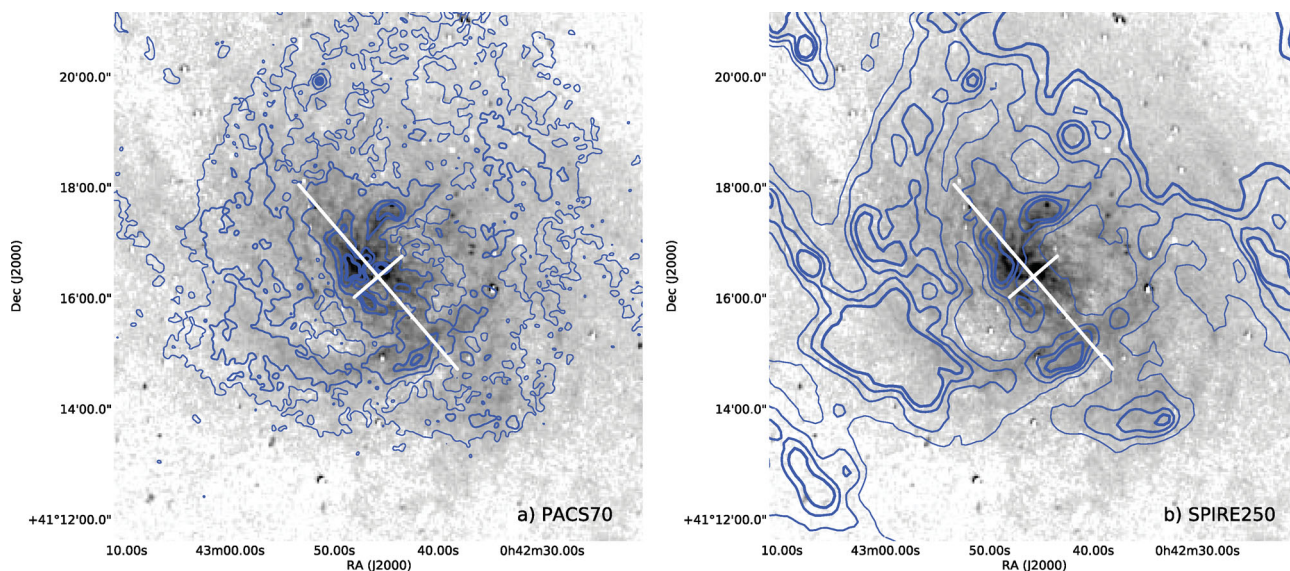 20'00.0"
18'00.0"
Dec (J2000)
16'00.0"
14'00.0"
+41°12'00.0"
a) PACS70
10.00s 43m00.00s 50.00s 40.00s 0h42m30.00s
RA (J2000)
20'00.0"
18'00.0"
Dec (J2000)
16'00.0"
14'00.0"
+41°12'00.0"
b) SPIRE250
10.00s 43m00.00s 50.00s 40.00s 0h42m30.00s
RA (J2000)